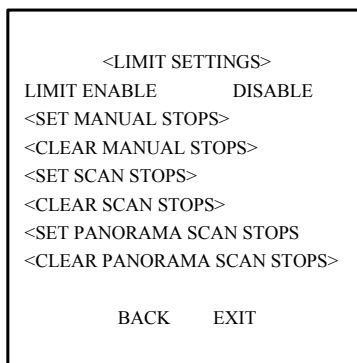 <LIMIT SETTINGS>
LIMIT ENABLE DISABLE
<SET MANUAL STOPS>
<CLEAR MANUAL STOPS>
<SET SCAN STOPS>
<CLEAR SCAN STOPS>
<SET PANORAMA SCAN STOPS
<CLEAR PANORAMA SCAN STOPS>
BACK EXIT